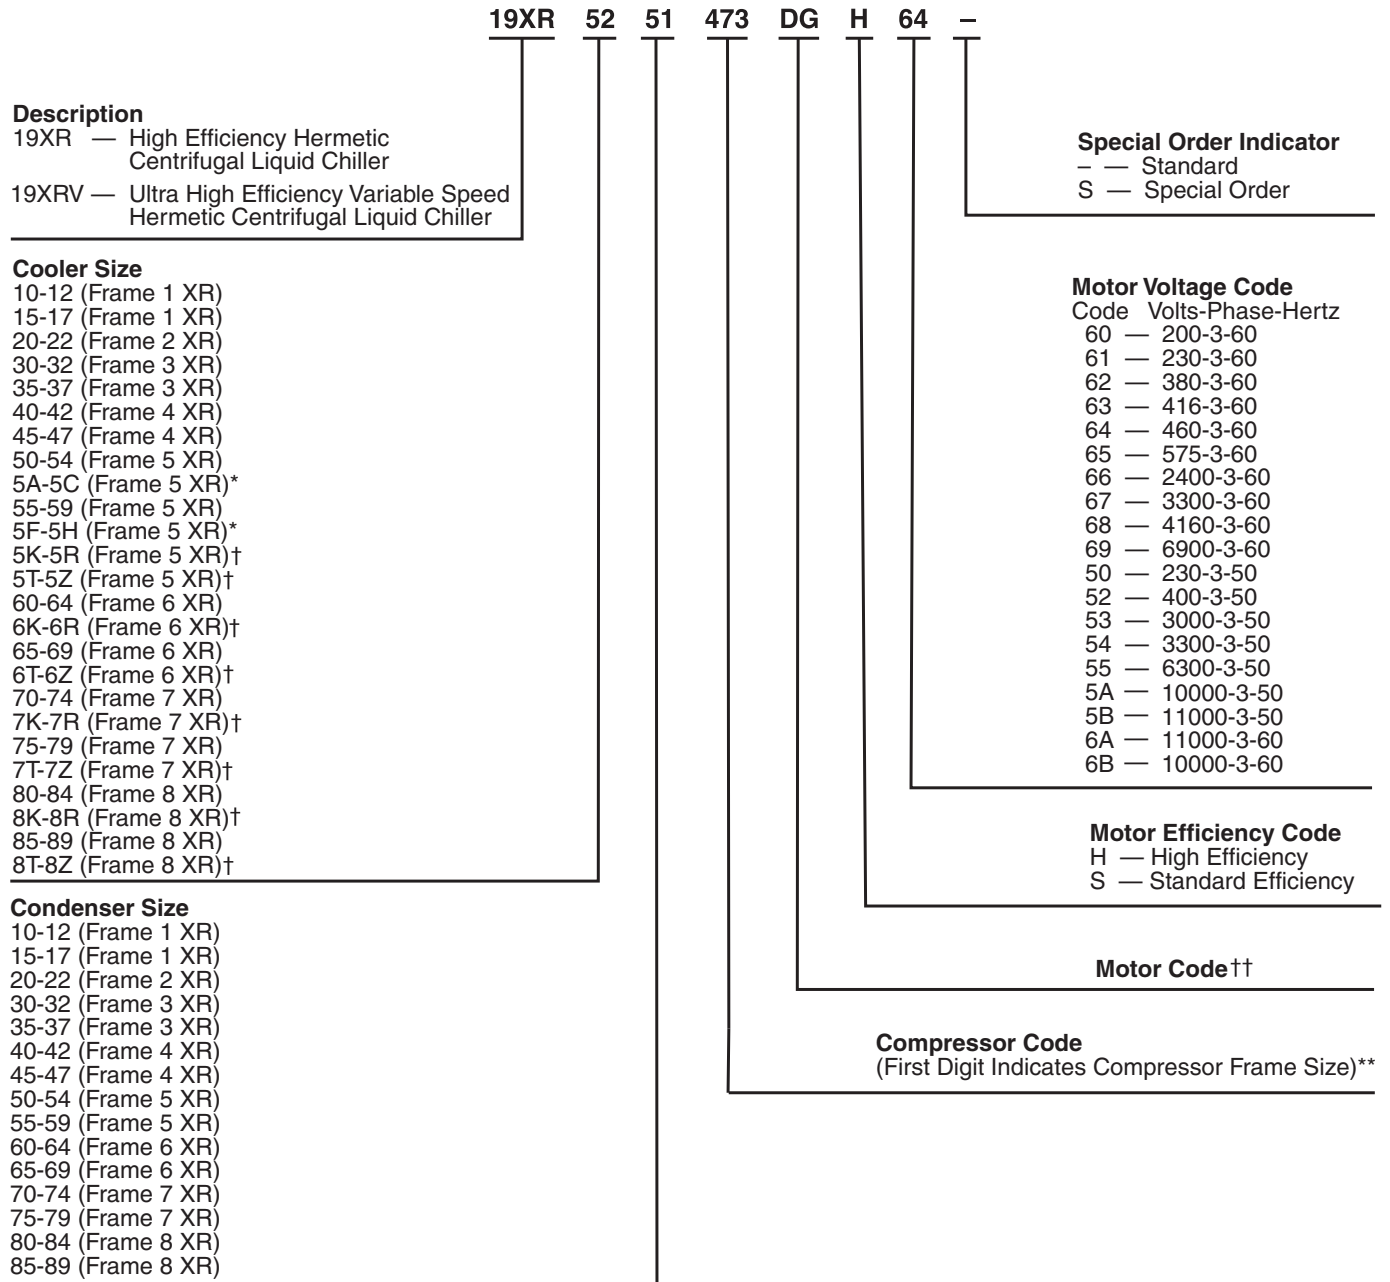 19XR 52 51 473 DG H 64 –
Description
19XR — High Efficiency Hermetic
Centrifugal Liquid Chiller
19XRV — Ultra High Efficiency Variable Speed
Hermetic Centrifugal Liquid Chiller
Cooler Size
10-12 (Frame 1 XR)
15-17 (Frame 1 XR)
20-22 (Frame 2 XR)
30-32 (Frame 3 XR)
35-37 (Frame 3 XR)
40-42 (Frame 4 XR)
45-47 (Frame 4 XR)
50-54 (Frame 5 XR)
5A-5C (Frame 5 XR)*
55-59 (Frame 5 XR)
5F-5H (Frame 5 XR)*
5K-5R (Frame 5 XR)†
5T-5Z (Frame 5 XR)†
60-64 (Frame 6 XR)
6K-6R (Frame 6 XR)†
65-69 (Frame 6 XR)
6T-6Z (Frame 6 XR)†
70-74 (Frame 7 XR)
7K-7R (Frame 7 XR)†
75-79 (Frame 7 XR)
7T-7Z (Frame 7 XR)†
80-84 (Frame 8 XR)
8K-8R (Frame 8 XR)†
85-89 (Frame 8 XR)
8T-8Z (Frame 8 XR)†
Condenser Size
10-12 (Frame 1 XR)
15-17 (Frame 1 XR)
20-22 (Frame 2 XR)
30-32 (Frame 3 XR)
35-37 (Frame 3 XR)
40-42 (Frame 4 XR)
45-47 (Frame 4 XR)
50-54 (Frame 5 XR)
55-59 (Frame 5 XR)
60-64 (Frame 6 XR)
65-69 (Frame 6 XR)
70-74 (Frame 7 XR)
75-79 (Frame 7 XR)
80-84 (Frame 8 XR)
85-89 (Frame 8 XR)
Special Order Indicator
– — Standard
S — Special Order
Motor Voltage Code
Code Volts-Phase-Hertz
60 — 200-3-60
61 — 230-3-60
62 — 380-3-60
63 — 416-3-60
64 — 460-3-60
65 — 575-3-60
66 — 2400-3-60
67 — 3300-3-60
68 — 4160-3-60
69 — 6900-3-60
50 — 230-3-50
52 — 400-3-50
53 — 3000-3-50
54 — 3300-3-50
55 — 6300-3-50
5A — 10000-3-50
5B — 11000-3-50
6A — 11000-3-60
6B — 10000-3-60
Motor Efficiency Code
H — High Efficiency
S — Standard Efficiency
Motor Code††
Compressor Code
(First Digit Indicates Compressor Frame Size)**